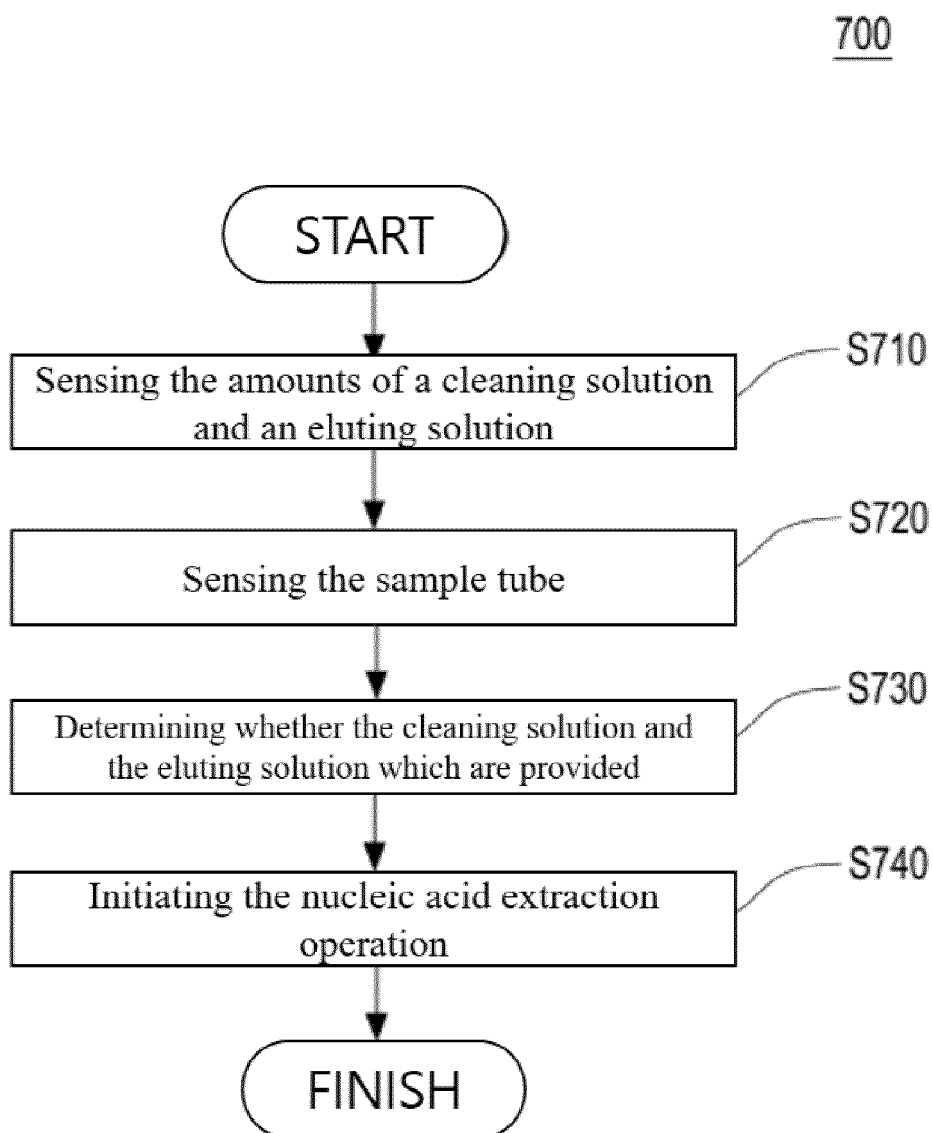 700
START
S710
Sensing the amounts of a cleaning solution
and an eluting solution
S720
Sensing the sample tube
S730
Determining whether the cleaning solution and
the eluting solution which are provided
S740
Initiating the nucleic acid extraction
operation
FINISH